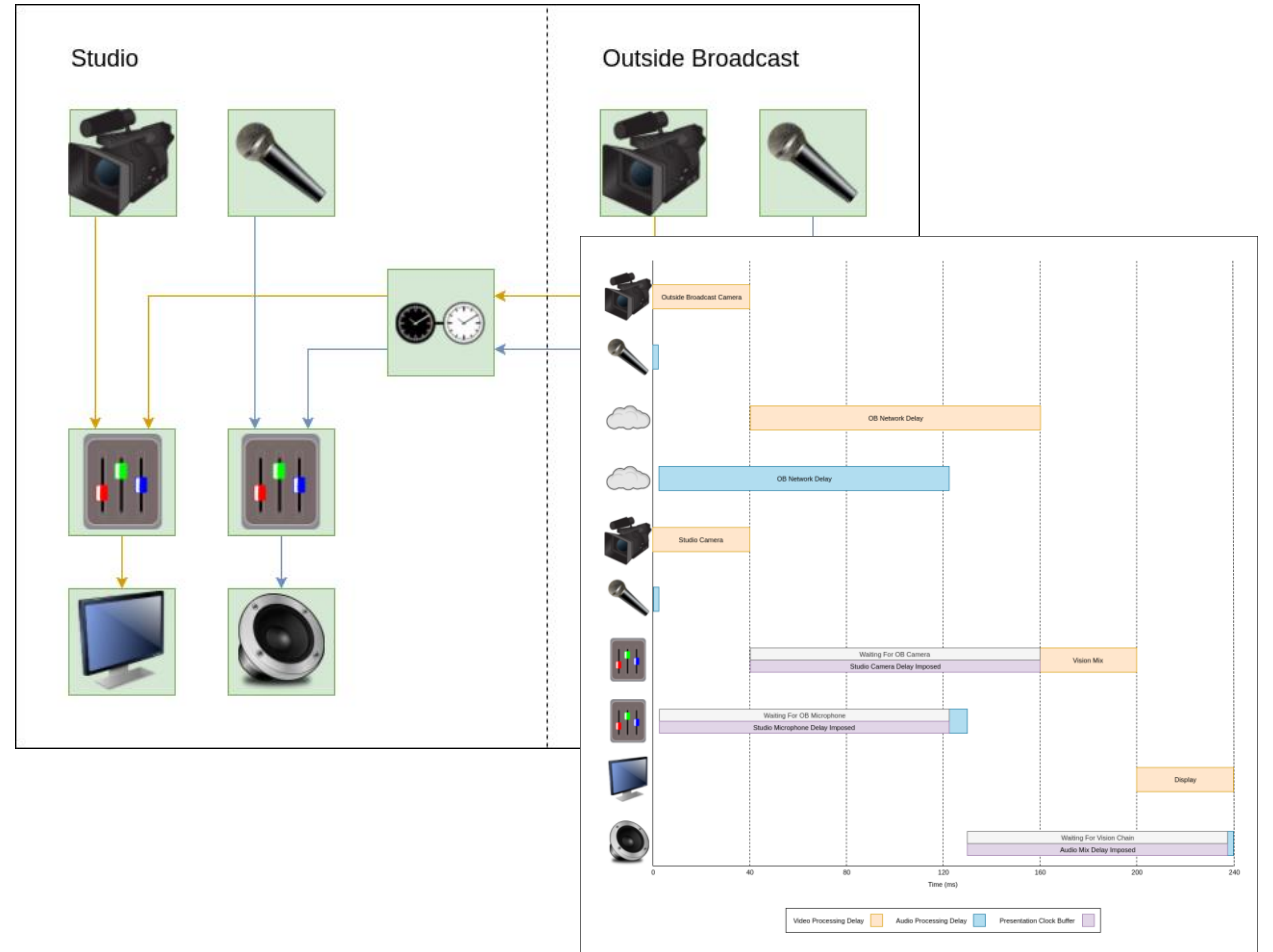 Studio
Outside Broadcast
Outside Broadcast Camera
OB Network Delay
OB Network Delay
Studio Camera
Waiting For OB Camera
Studio Camera Delay Imposed
Vision Mix
Waiting For OB Microphone
Studio Microphone Delay Imposed
Display
Waiting For Vision Chain
Audio Mix Delay Imposed
0 40 80 120 160 200 240
Time (ms)
Video Processing Delay Audio Processing Delay Presentation Clock Buffer